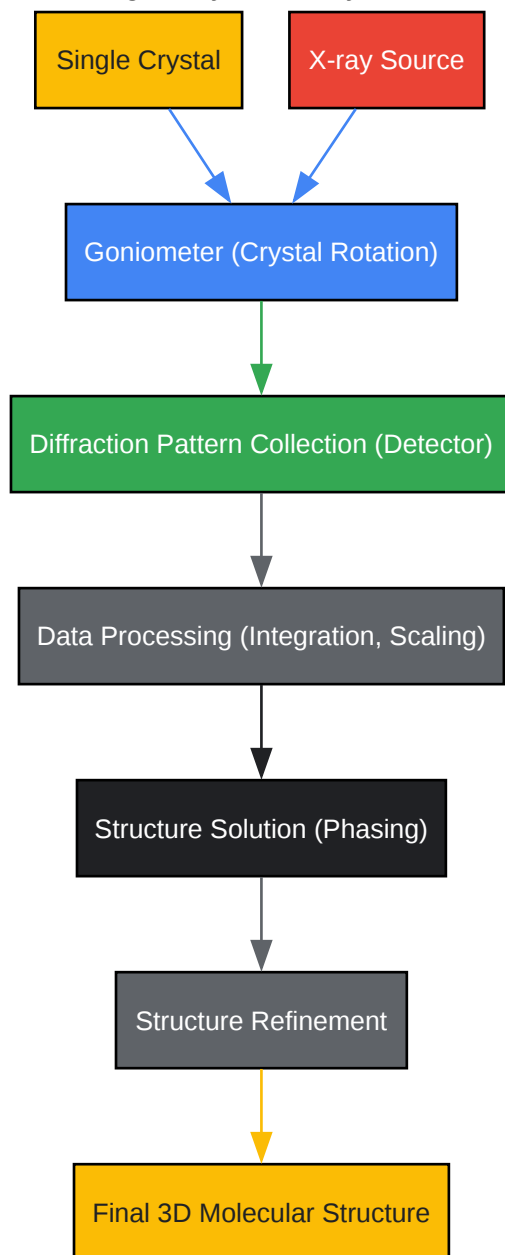 Single Crystal
X-ray Source
Goniometer (Crystal Rotation)
Diffraction Pattern Collection (Detector)
Data Processing (Integration, Scaling)
Structure Solution (Phasing)
Structure Refinement
Final 3D Molecular Structure